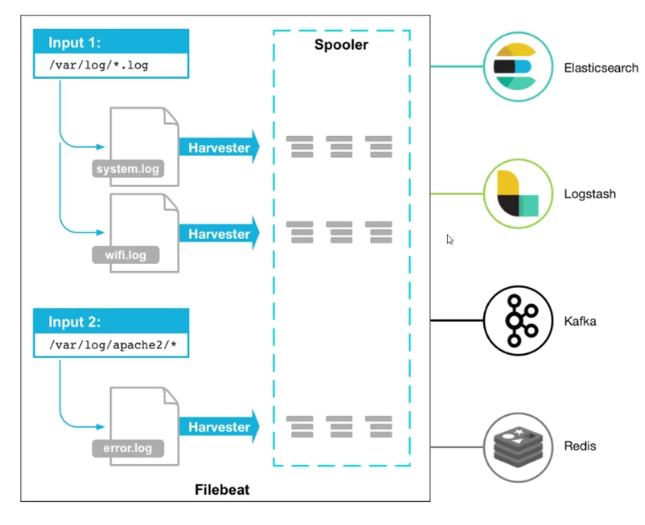 Input 1:
/var/log/*.log
Spooler
Elasticsearch
system.log
Harvester
Logstash
wifi.log
Harvester
Input 2:
/var/log/apache2/*
Kafka
error.log
Harvester
Redis
Filebeat